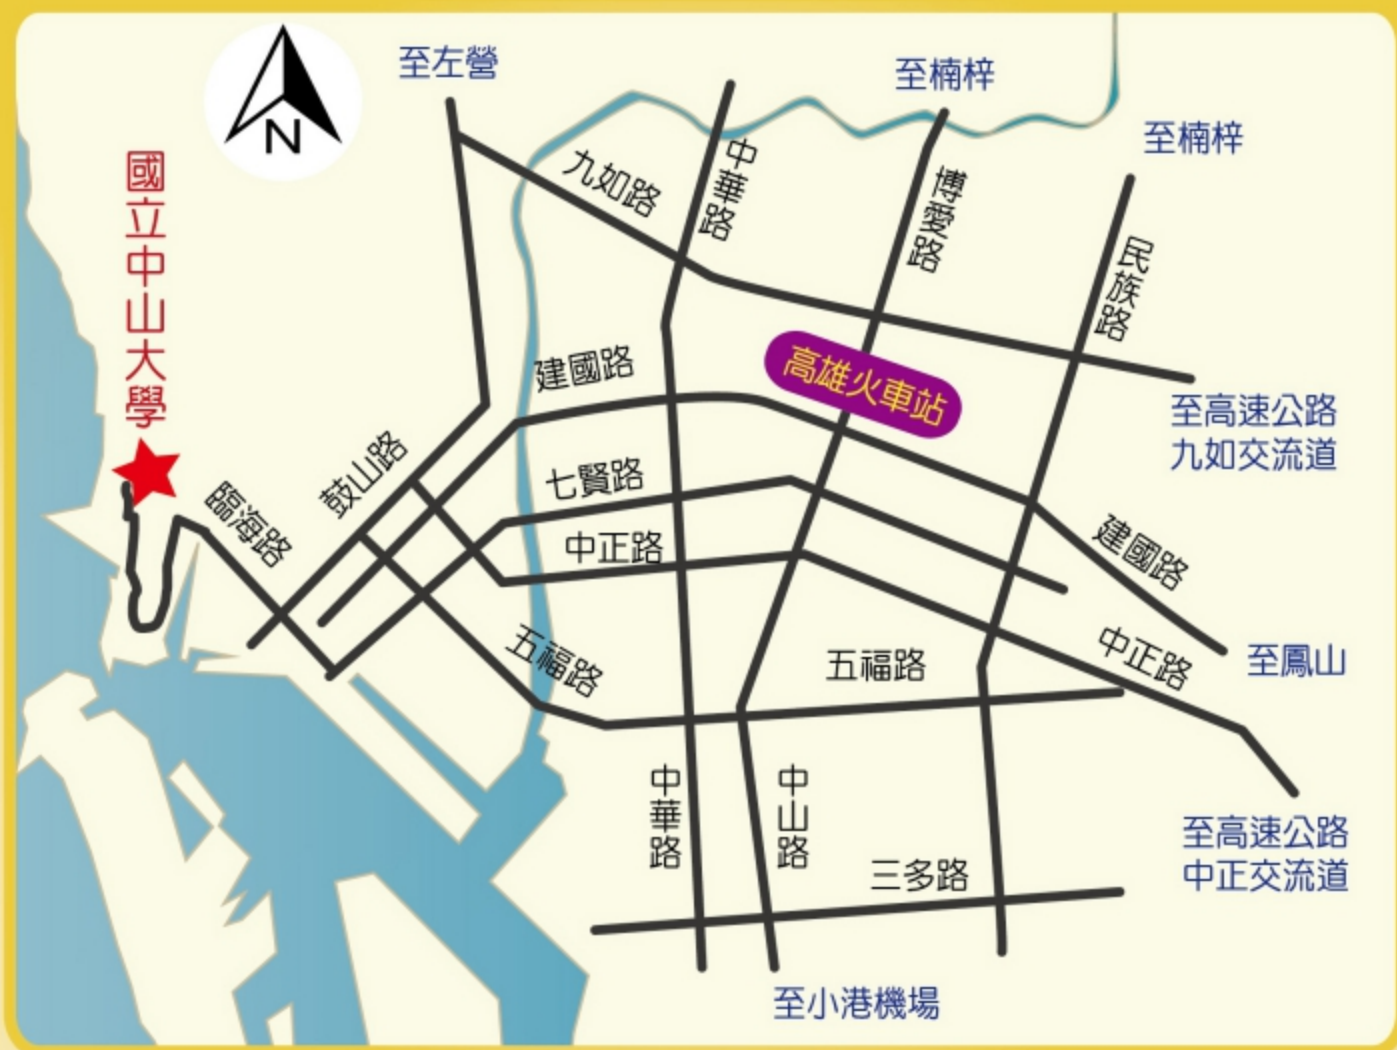 至左營
至楠梓
至楠梓
N
國立中山大學
九如路
中華路
博愛路
民族路
建國路
高雄火車站
至高速公路
九如交流道
鼓山路
七賢路
臨海路
中正路
建國路
五福路
五福路
中正路
至鳳山
中華路
中山路
三多路
至高速公路
中正交流道
至小港機場